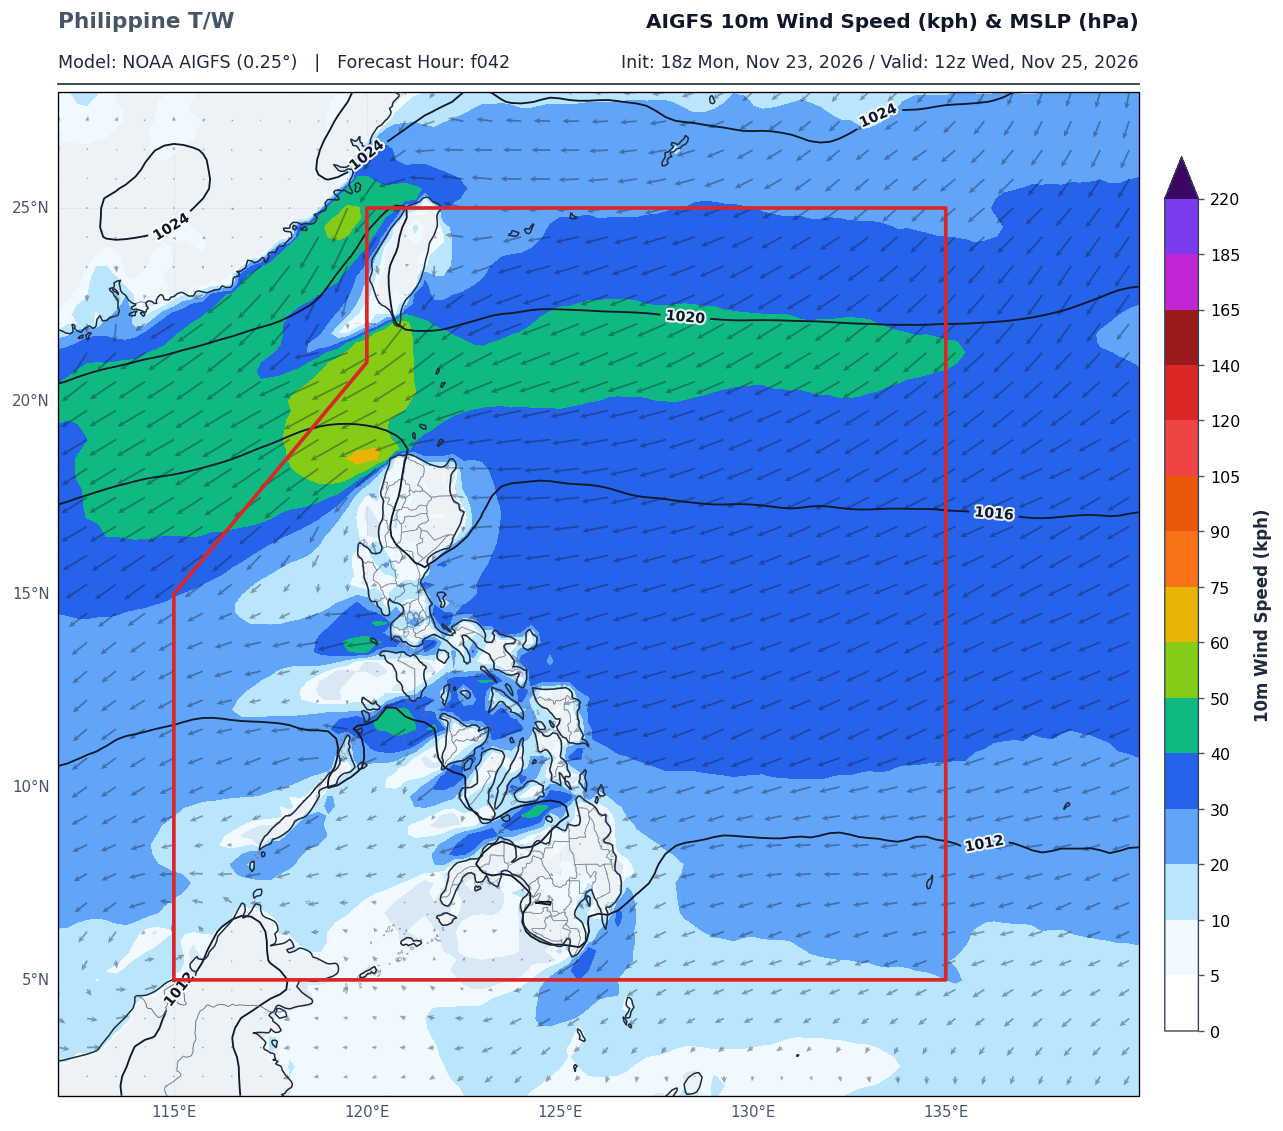 Philippine T/W
AIGFS 10m Wind Speed (kph) & MSLP (hPa)
Model: NOAA AIGFS (0.25°) | Forecast Hour: f042
Init: 18z Mon, Nov 23, 2026 / Valid: 12z Wed, Nov 25, 2026
1024
1024
1024
1020
1016
1012
1012
25°N
20°N
15°N
10°N
5°N
115°E
120°E
125°E
130°E
135°E
220
185
165
140
120
105
90
75
60
50
40
30
20
10
5
0
10m Wind Speed (kph)